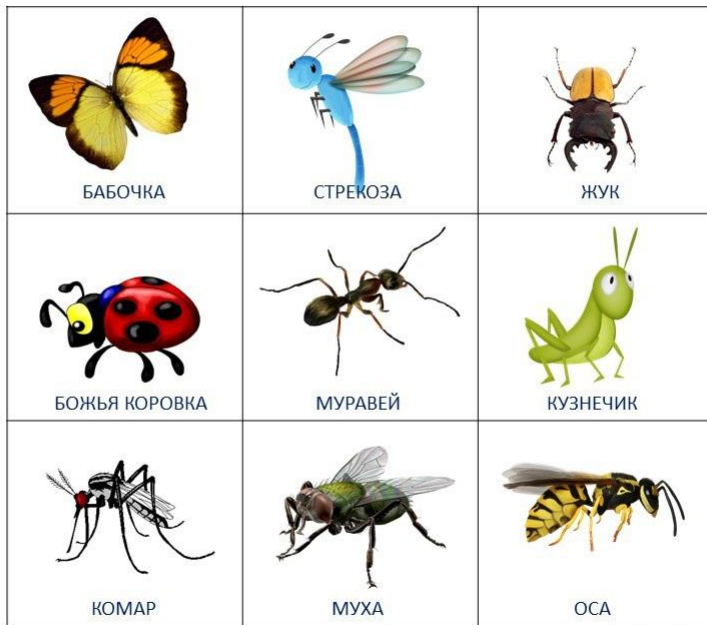 БАБОЧКА
СТРЕКОЗА
ЖУК
БОЖЬЯ КОРОВКА
МУРАВЕЙ
КУЗНЕЧИК
КОМАР
МУХА
ОСА